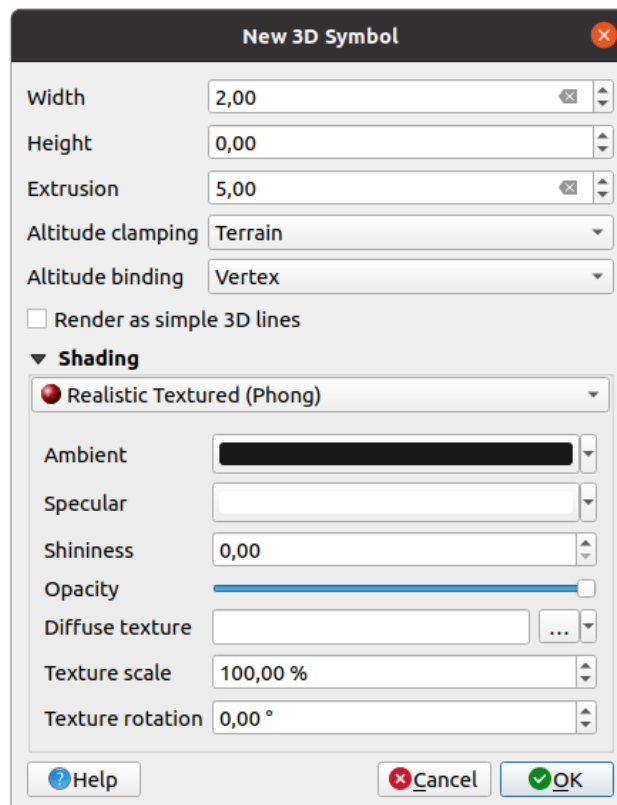 New 3D Symbol
Width 2,00
Height 0,00
Extrusion 5,00
Altitude clamping Terrain
Altitude binding Vertex
Render as simple 3D lines
Shading
Realistic Textured (Phong)
Ambient
Specular
Shininess 0,00
Opacity
Diffuse texture ...
Texture scale 100,00 %
Texture rotation 0,00 °
?Help Cancel OK